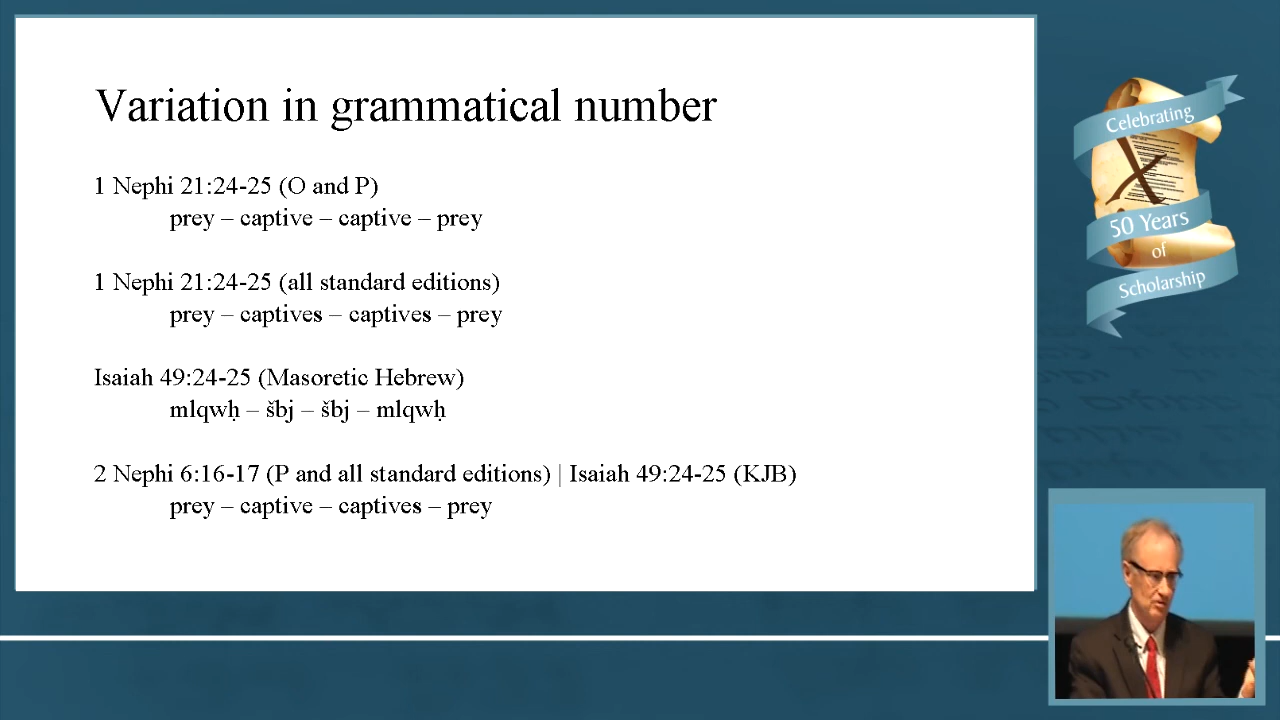 Variation in grammatical number
1 Nephi 21:24-25 (O and P)
prey – captive – captive – prey
1 Nephi 21:24-25 (all standard editions)
prey – captives – captives – prey
Isaiah 49:24-25 (Masoretic Hebrew)
mlqwḥ – šbj – šbj – mlqwḥ
2 Nephi 6:16-17 (P and all standard editions) | Isaiah 49:24-25 (KJB)
prey – captive – captives – prey
Celebrating
50 Years
of
Scholarship